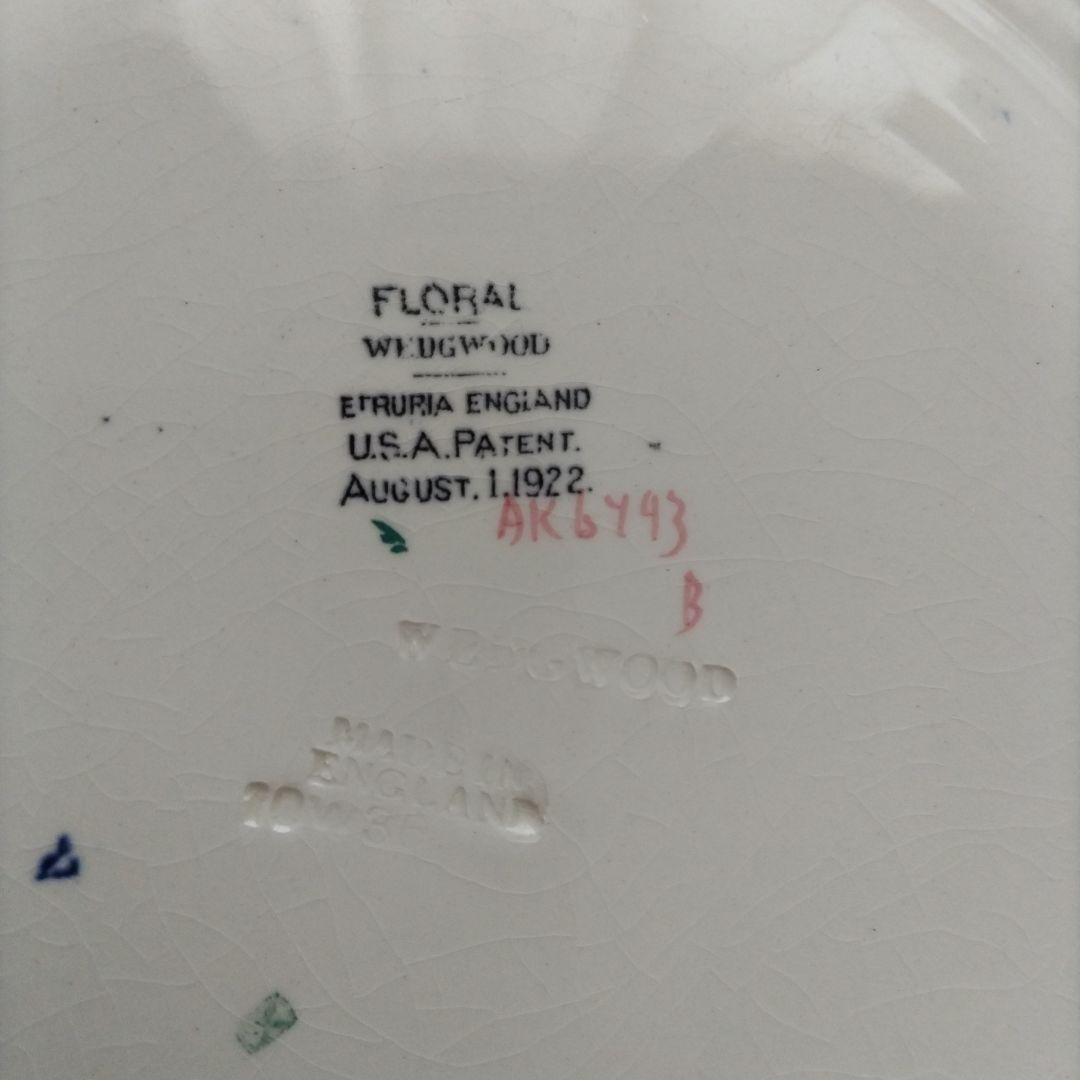 FLORAL
WEDGWOOD
ETRURIA ENGLAND
U.S.A. PATENT.
AUGUST. 1. 1922.
AK6493
B
WEDGWOOD
MADE IN
ENGLAND